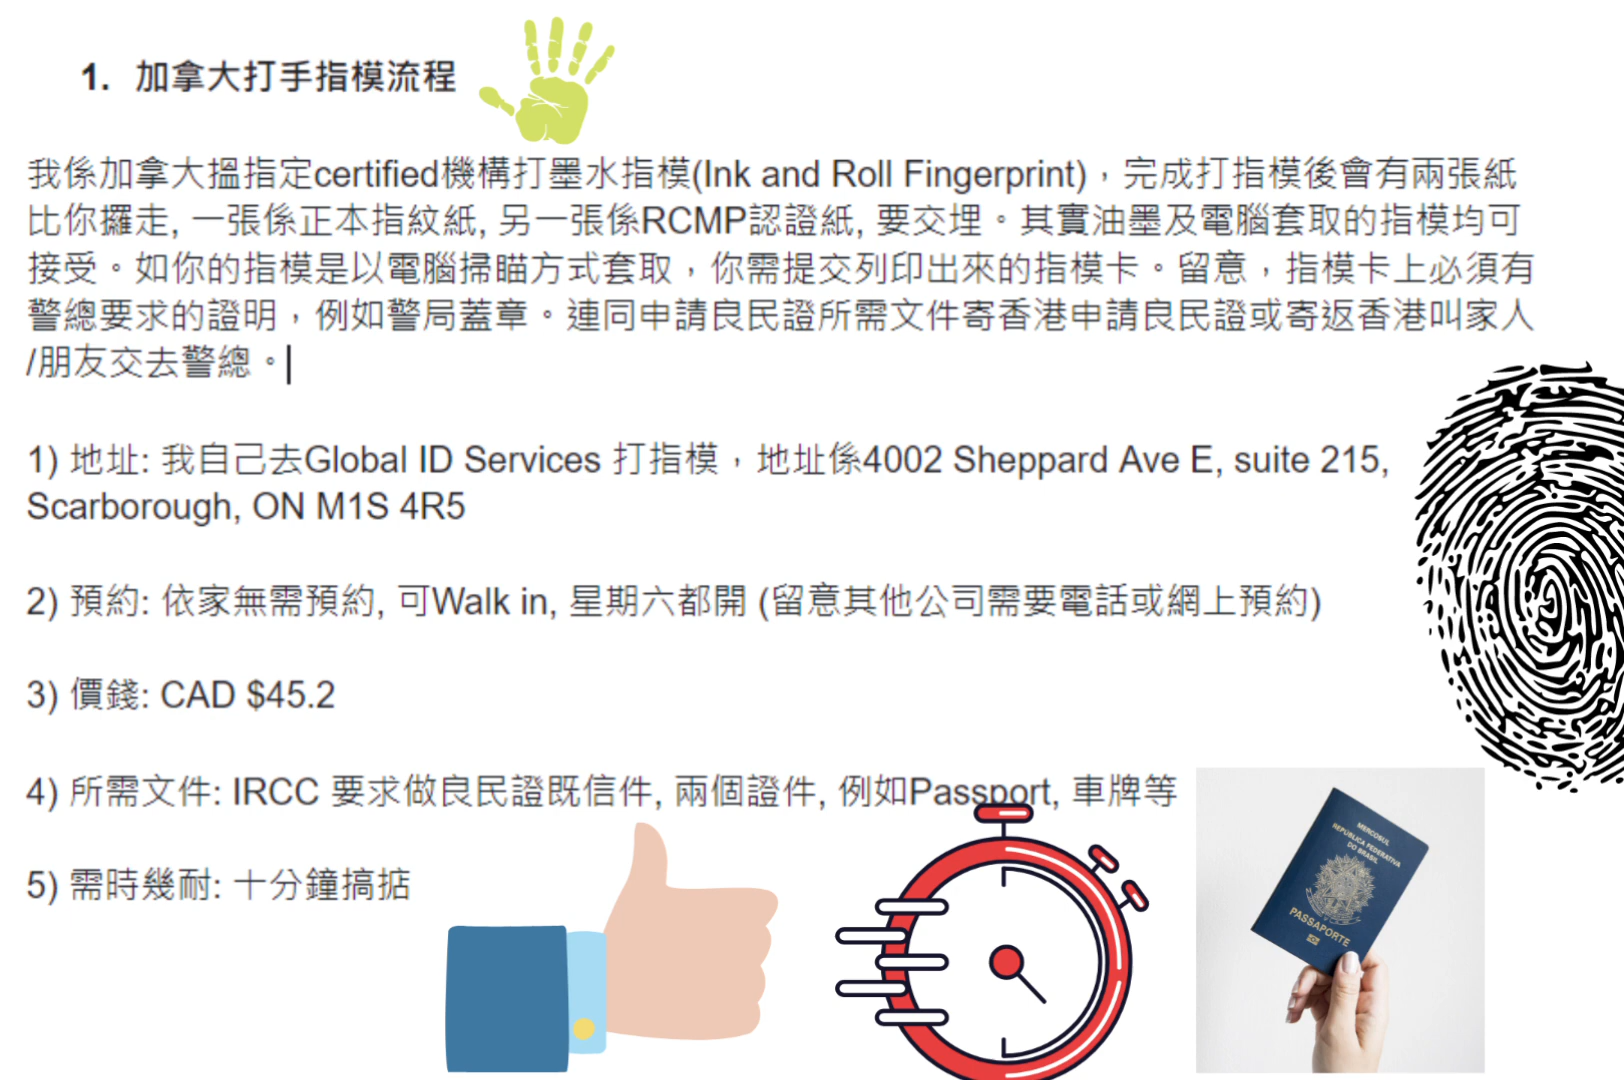 1. 加拿大打手指模流程
我係加拿大搵指定certified機構打墨水指模(Ink and Roll Fingerprint)，完成打指模後會有兩張紙
比你攞走, 一張係正本指紋紙, 另一張係RCMP認證紙, 要交埋。其實油墨及電腦套取的指模均可
接受。如你的指模是以電腦掃瞄方式套取，你需提交列印出來的指模卡。留意，指模卡上必須有
警總要求的證明，例如警局蓋章。連同申請良民證所需文件寄香港申請良民證或寄返香港叫家人
/朋友交去警總。
1) 地址: 我自己去Global ID Services 打指模，地址係4002 Sheppard Ave E, suite 215,
Scarborough, ON M1S 4R5
2) 預約: 依家無需預約, 可Walk in, 星期六都開 (留意其他公司需要電話或網上預約)
3) 價錢: CAD $45.2
4) 所需文件: IRCC 要求做良民證既信件, 兩個證件, 例如Passport, 車牌等
5) 需時幾耐: 十分鐘搞掂
MERCOSUL
REPÚBLICA FEDERATIVA
DO BRASIL
PASSAPORTE